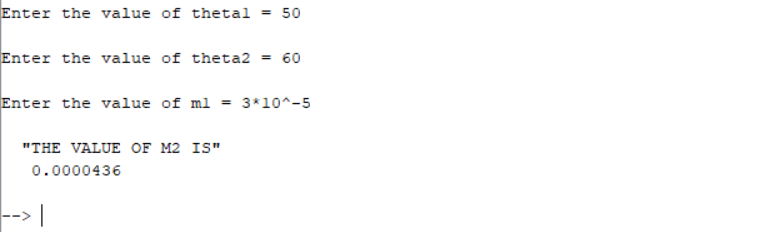 Enter the value of theta1 = 50
Enter the value of theta2 = 60
Enter the value of m1 = 3*10^-5
"THE VALUE OF M2 IS"
0.0000436
-->